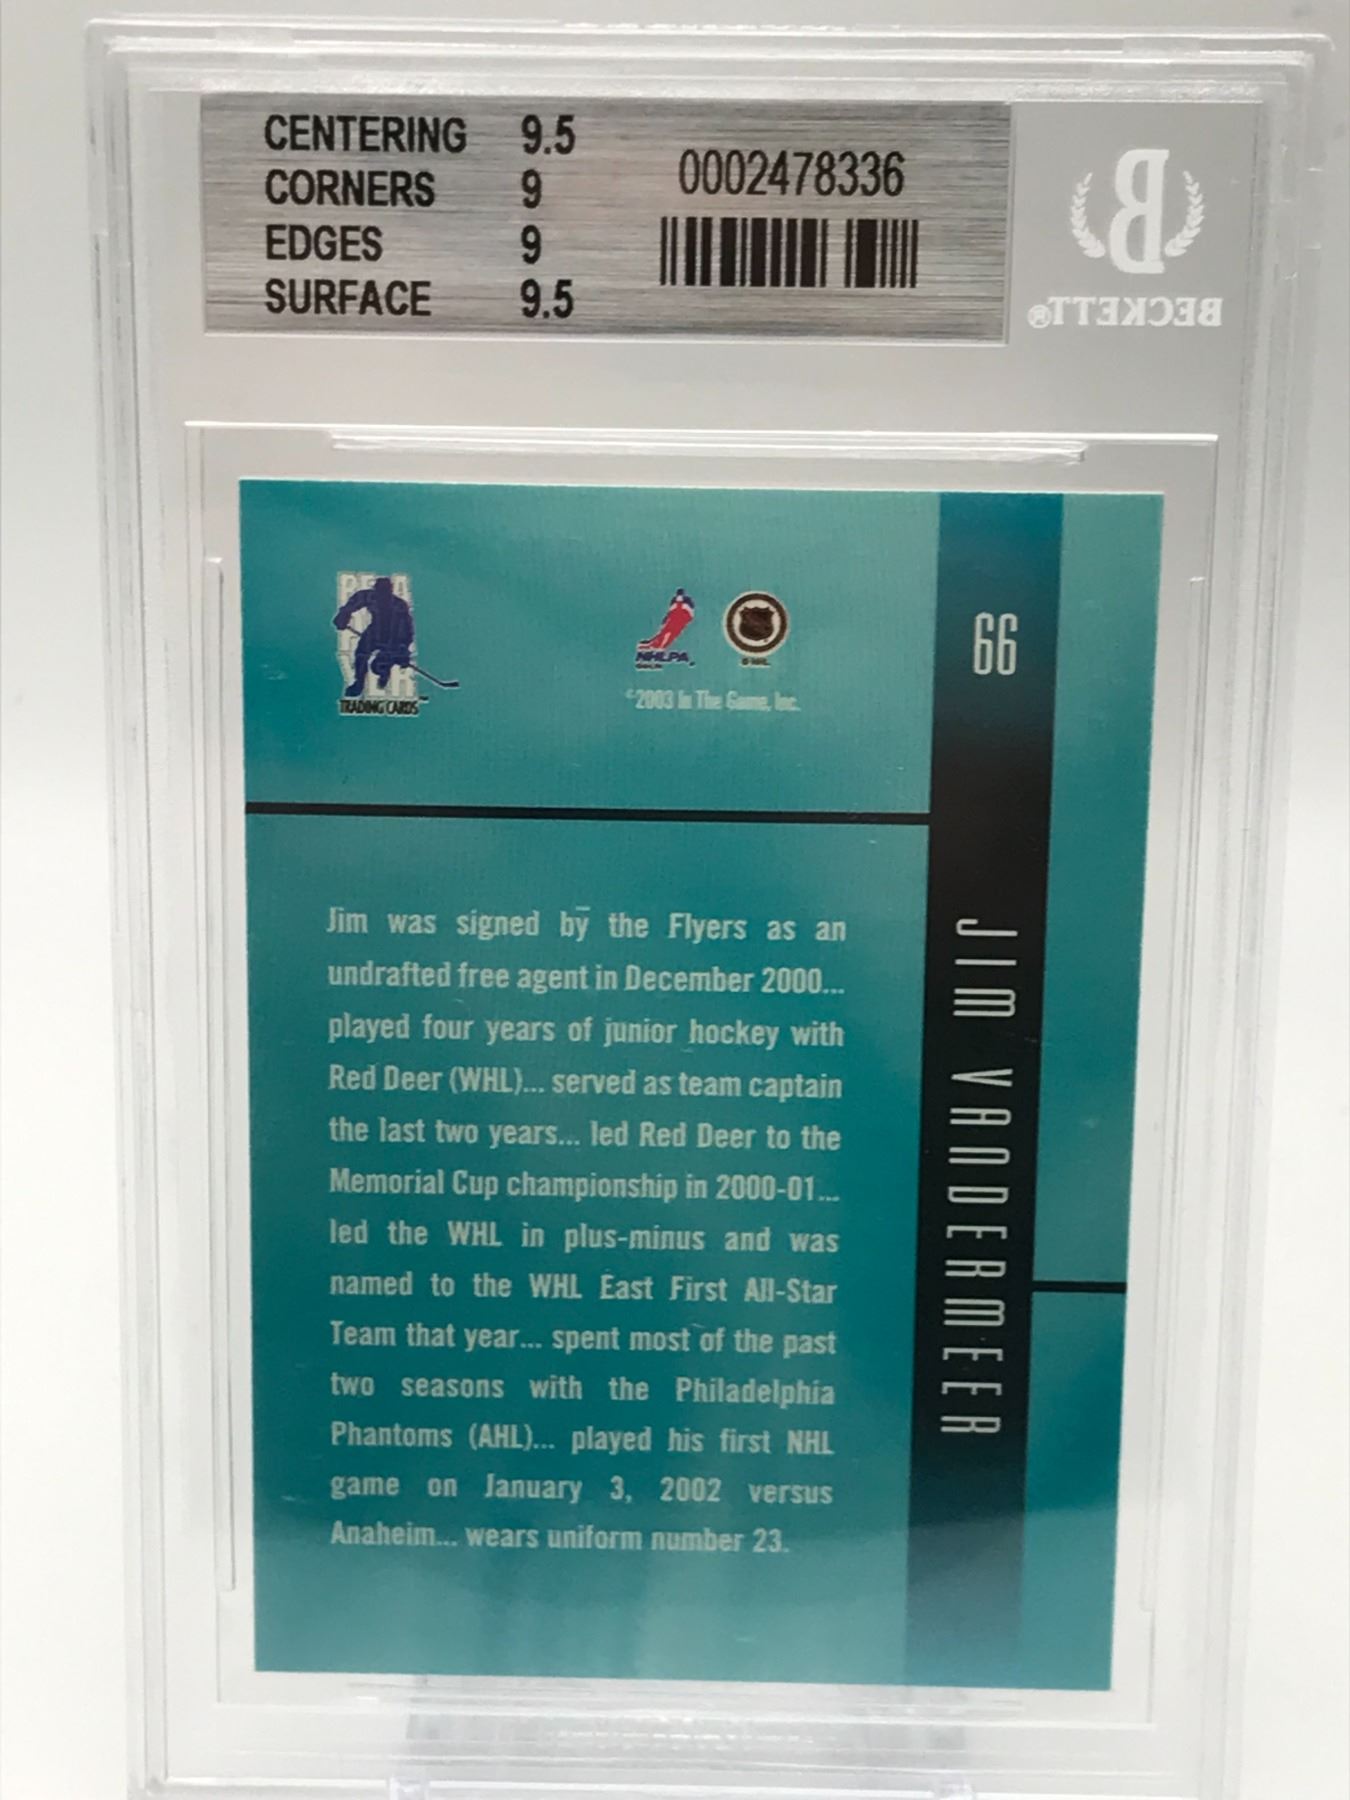 CENTERING 9.5
CORNERS 9
EDGES 9
SURFACE 9.5
0002478336
B
BECKETT®
BE A
PLAYER
TRADING CARDS™
NHLPA
NHL
©2003 In The Game, Inc.
66
JIM VANDERMEER
Jim was signed by the Flyers as an
undrafted free agent in December 2000...
played four years of junior hockey with
Red Deer (WHL)... served as team captain
the last two years... led Red Deer to the
Memorial Cup championship in 2000-01...
led the WHL in plus-minus and was
named to the WHL East First All-Star
Team that year... spent most of the past
two seasons with the Philadelphia
Phantoms (AHL)... played his first NHL
game on January 3, 2002 versus
Anaheim... wears uniform number 23.